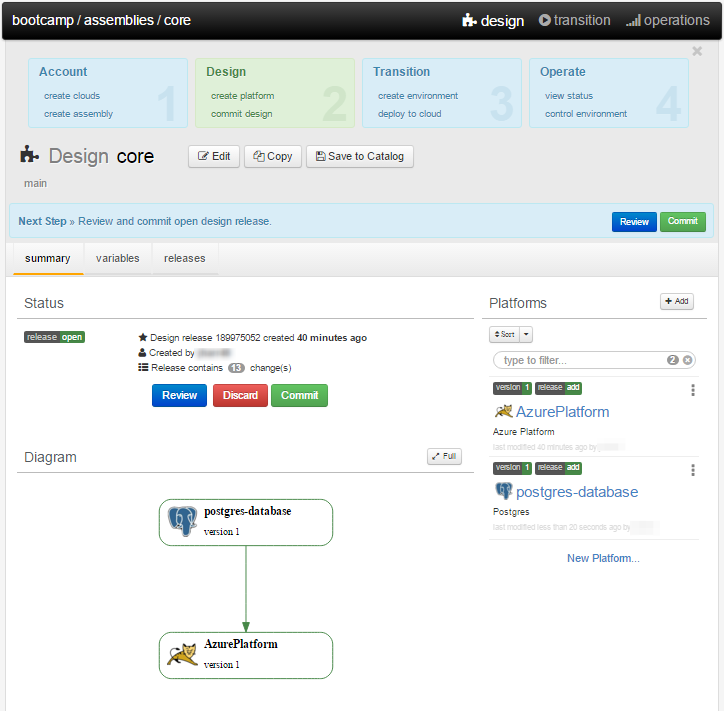 bootcamp / assemblies / core
design transition operations
Account
create clouds
create assembly
1
Design
create platform
commit design
2
Transition
create environment
deploy to cloud
3
Operate
view status
control environment
4
Design core
Edit Copy Save to Catalog
main
Next Step » Review and commit open design release.
Review Commit
summary variables releases
Status
release open
Design release 189975052 created 40 minutes ago
Created by
Release contains 13 change(s)
Review Discard Commit
Diagram
Full
postgres-database
version 1
AzurePlatform
version 1
Platforms
Add
Sort
type to filter... 2
version 1 release add
AzurePlatform
Azure Platform
last modified 40 minutes ago by
version 1 release add
postgres-database
Postgres
last modified less than 20 seconds ago by
New Platform...